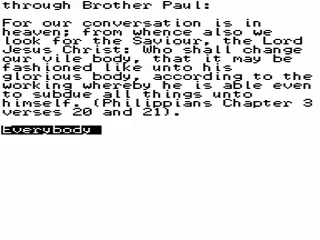 through Brother Paul:
For our conversation is in
heaven; from whence also we
look for the Saviour, the Lord
Jesus Christ: Who shall change
our vile body, that it may be
fashioned like unto his
glorious body, according to the
working whereby he is able even
to subdue all things unto
himself. (Philippians Chapter 3
verses 20 and 21).
Everybody